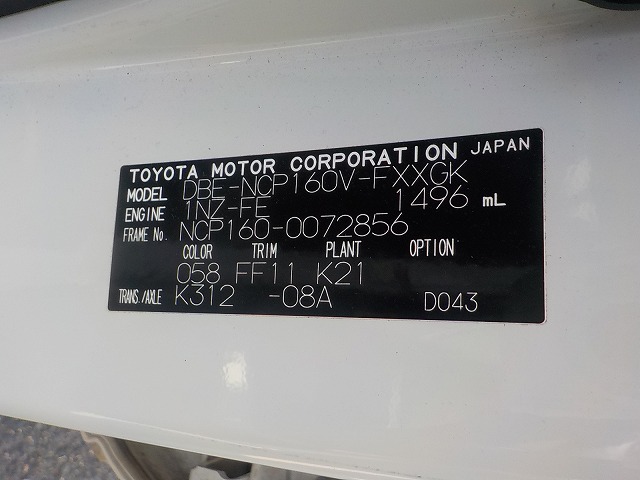 TOYOTA MOTOR CORPORATION JAPAN
MODEL DBE-NCP160V-FXXGK
ENGINE 1NZ-FE 1496 mL
FRAME No. NCP160-0072856
COLOR TRIM PLANT OPTION
058 FF11 K21
TRANS./AXLE K312 -08A D043